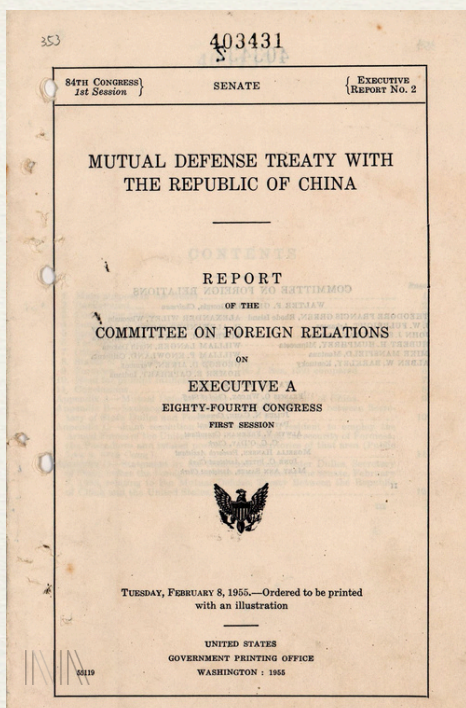 353
403431
84TH CONGRESS
1st Session
SENATE
EXECUTIVE
REPORT NO. 2
MUTUAL DEFENSE TREATY WITH
THE REPUBLIC OF CHINA
REPORT
OF THE
COMMITTEE ON FOREIGN RELATIONS
ON
EXECUTIVE A
EIGHTY-FOURTH CONGRESS
FIRST SESSION
TUESDAY, FEBRUARY 8, 1955.—Ordered to be printed
with an illustration
UNITED STATES
GOVERNMENT PRINTING OFFICE
WASHINGTON : 1955
55119